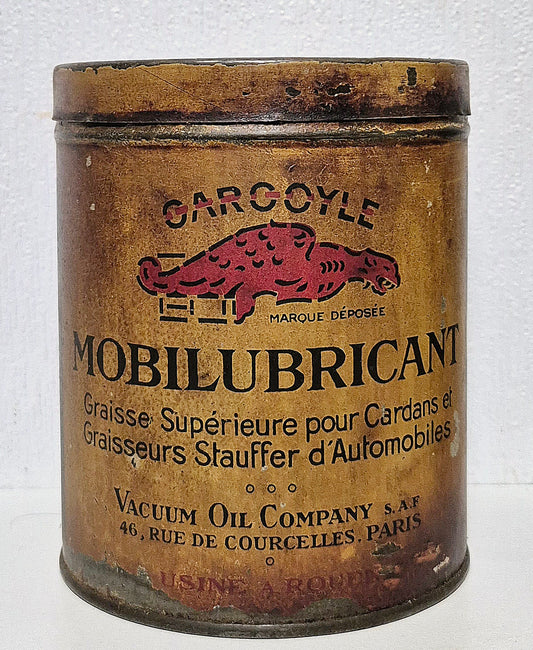 GARGOYLE
MARQUE DÉPOSÉE
MOBILUBRICANT
Graisse Supérieure pour Cardans et
Graisseurs Stauffer d'Automobiles
VACUUM OIL COMPANY S.A.F
46, RUE DE COURCELLES. PARIS
USINE A